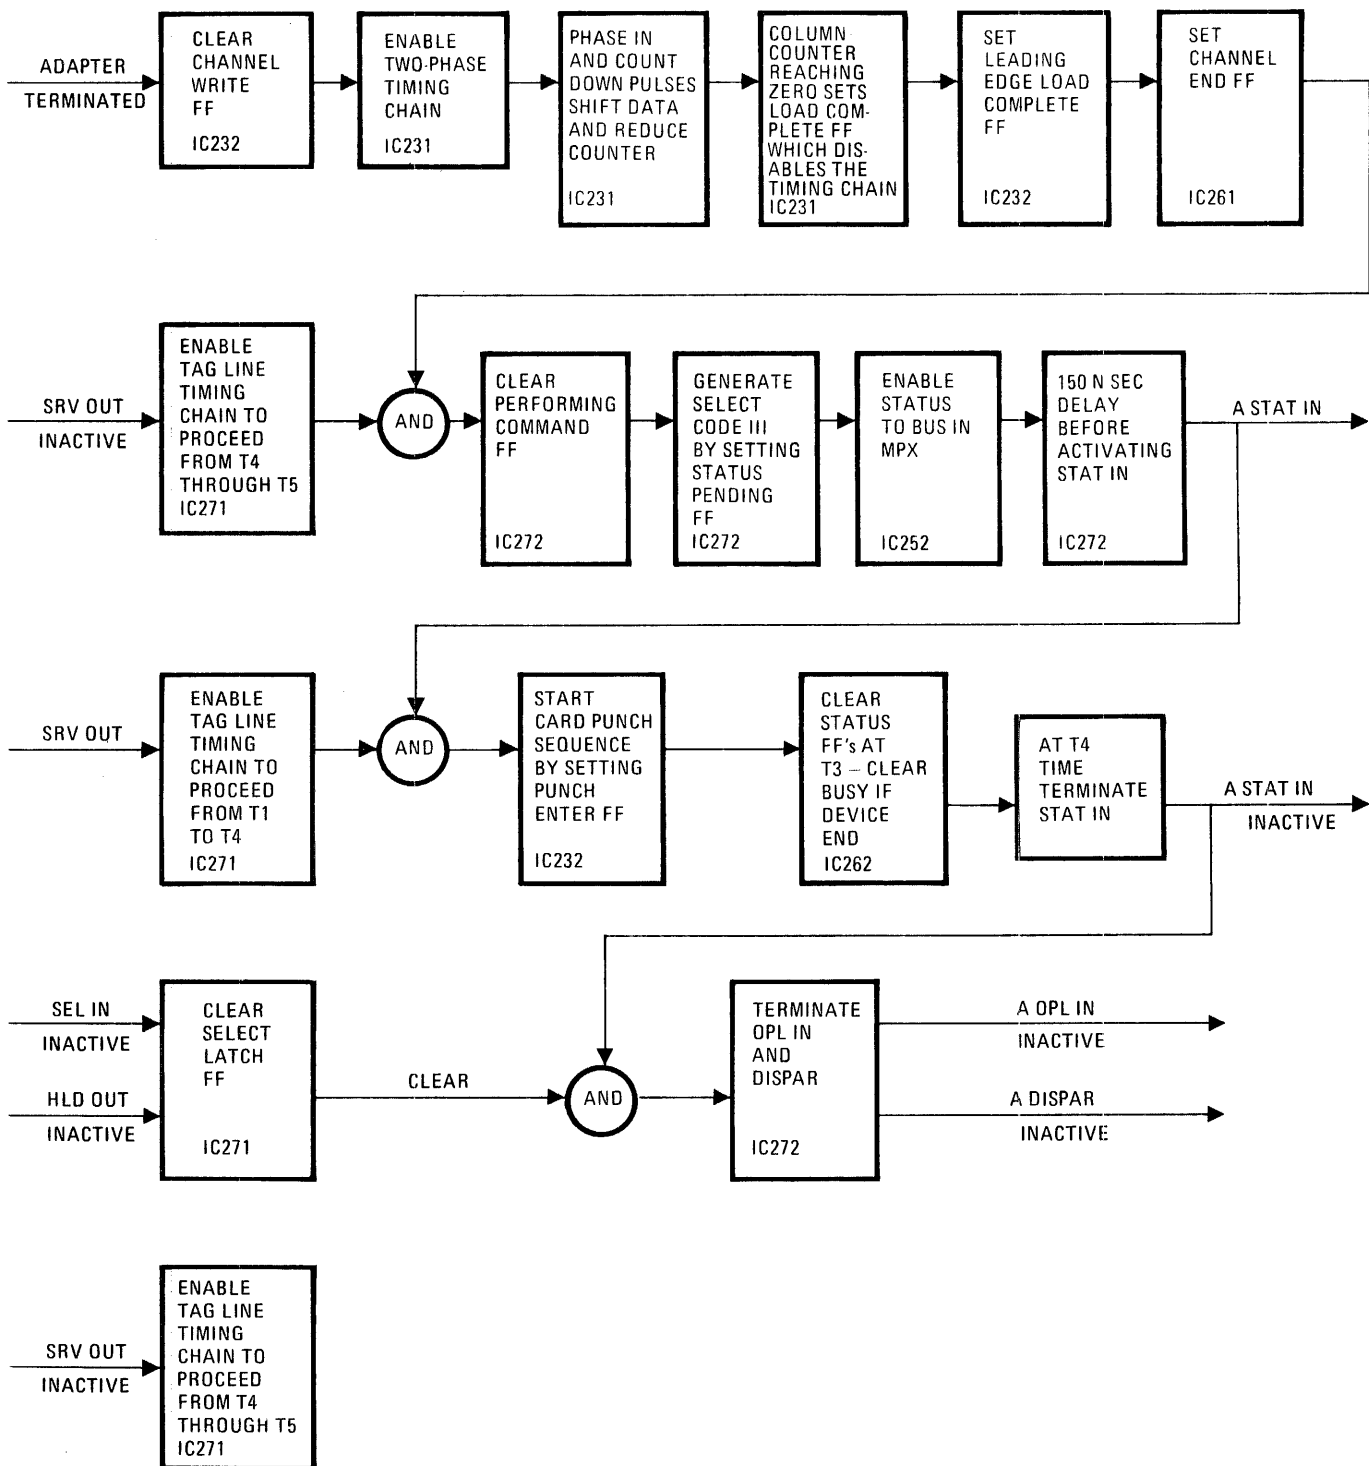 ADAPTER
TERMINATED
CLEAR
CHANNEL
WRITE
FF
IC232
ENABLE
TWO-PHASE
TIMING
CHAIN
IC231
PHASE IN
AND COUNT
DOWN PULSES
SHIFT DATA
AND REDUCE
COUNTER
IC231
COLUMN
COUNTER
REACHING
ZERO SETS
LOAD COM-
PLETE FF
WHICH DIS-
ABLES THE
TIMING CHAIN
IC231
SET
LEADING
EDGE LOAD
COMPLETE
FF
IC232
SET
CHANNEL
END FF
IC261
SRV OUT
INACTIVE
ENABLE
TAG LINE
TIMING
CHAIN TO
PROCEED
FROM T4
THROUGH T5
IC271
AND
CLEAR
PERFORMING
COMMAND
FF
IC272
GENERATE
SELECT
CODE III
BY SETTING
STATUS
PENDING
FF
IC272
ENABLE
STATUS
TO BUS IN
MPX
IC252
150 N SEC
DELAY
BEFORE
ACTIVATING
STAT IN
IC272
A STAT IN
SRV OUT
ENABLE
TAG LINE
TIMING
CHAIN TO
PROCEED
FROM T1
TO T4
IC271
AND
START
CARD PUNCH
SEQUENCE
BY SETTING
PUNCH
ENTER FF
IC232
CLEAR
STATUS
FF's AT
T3 – CLEAR
BUSY IF
DEVICE
END
IC262
AT T4
TIME
TERMINATE
STAT IN
A STAT IN
INACTIVE
SEL IN
INACTIVE
HLD OUT
INACTIVE
CLEAR
SELECT
LATCH
FF
IC271
CLEAR
AND
TERMINATE
OPL IN
AND
DISPAR
IC272
A OPL IN
INACTIVE
A DISPAR
INACTIVE
SRV OUT
INACTIVE
ENABLE
TAG LINE
TIMING
CHAIN TO
PROCEED
FROM T4
THROUGH T5
IC271